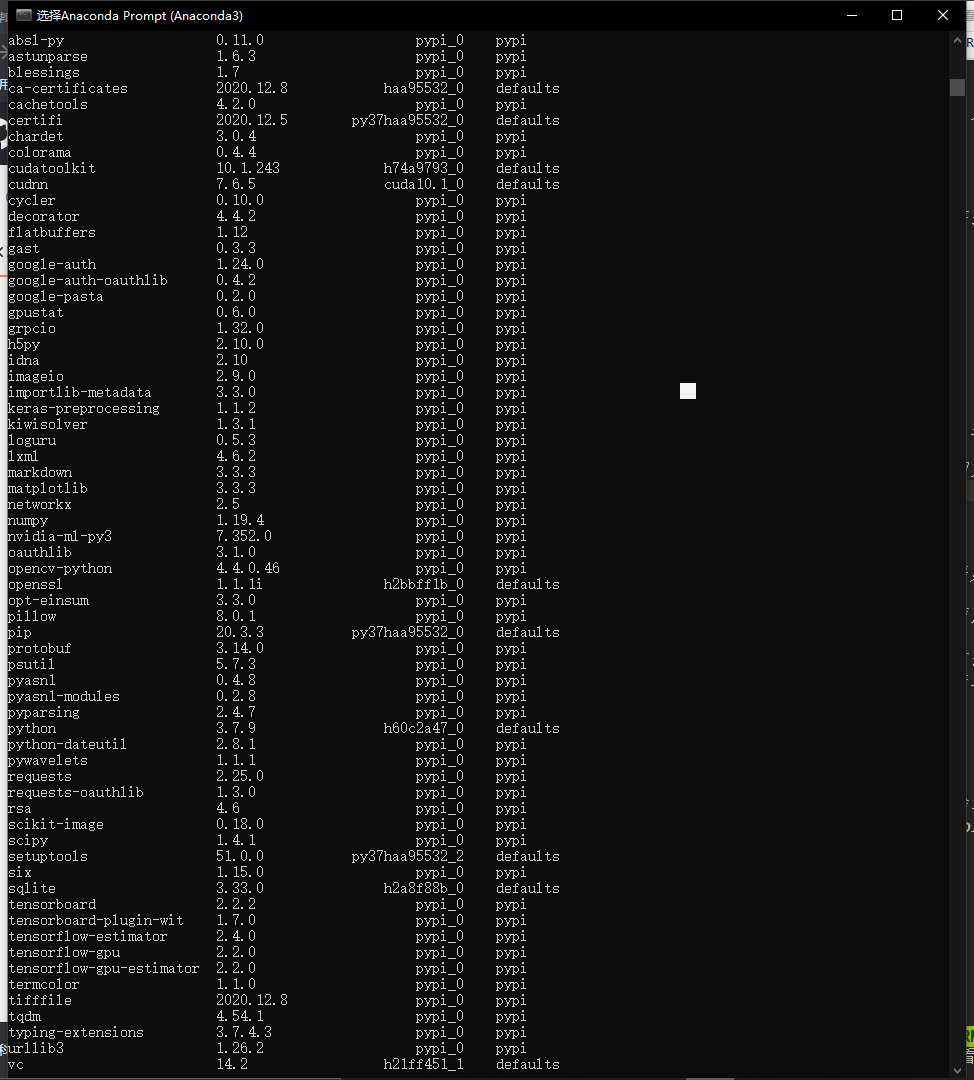 选择Anaconda Prompt (Anaconda3)
absl-py 0.11.0 pypi_0 pypi
astunparse 1.6.3 pypi_0 pypi
blessings 1.7 pypi_0 pypi
ca-certificates 2020.12.8 haa95532_0 defaults
cachetools 4.2.0 pypi_0 pypi
certifi 2020.12.5 py37haa95532_0 defaults
chardet 3.0.4 pypi_0 pypi
colorama 0.4.4 pypi_0 pypi
cudatoolkit 10.1.243 h74a9793_0 defaults
cudnn 7.6.5 cuda10.1_0 defaults
cycler 0.10.0 pypi_0 pypi
decorator 4.4.2 pypi_0 pypi
flatbuffers 1.12 pypi_0 pypi
gast 0.3.3 pypi_0 pypi
google-auth 1.24.0 pypi_0 pypi
google-auth-oauthlib 0.4.2 pypi_0 pypi
google-pasta 0.2.0 pypi_0 pypi
gpustat 0.6.0 pypi_0 pypi
grpcio 1.32.0 pypi_0 pypi
h5py 2.10.0 pypi_0 pypi
idna 2.10 pypi_0 pypi
imageio 2.9.0 pypi_0 pypi
importlib-metadata 3.3.0 pypi_0 pypi
keras-preprocessing 1.1.2 pypi_0 pypi
kiwisolver 1.3.1 pypi_0 pypi
loguru 0.5.3 pypi_0 pypi
lxml 4.6.2 pypi_0 pypi
markdown 3.3.3 pypi_0 pypi
matplotlib 3.3.3 pypi_0 pypi
networkx 2.5 pypi_0 pypi
numpy 1.19.4 pypi_0 pypi
nvidia-ml-py3 7.352.0 pypi_0 pypi
oauthlib 3.1.0 pypi_0 pypi
opencv-python 4.4.0.46 pypi_0 pypi
openssl 1.1.1i h2bbff1b_0 defaults
opt-einsum 3.3.0 pypi_0 pypi
pillow 8.0.1 pypi_0 pypi
pip 20.3.3 py37haa95532_0 defaults
protobuf 3.14.0 pypi_0 pypi
psutil 5.7.3 pypi_0 pypi
pyasn1 0.4.8 pypi_0 pypi
pyasn1-modules 0.2.8 pypi_0 pypi
pyparsing 2.4.7 pypi_0 pypi
python 3.7.9 h60c2a47_0 defaults
python-dateutil 2.8.1 pypi_0 pypi
pywavelets 1.1.1 pypi_0 pypi
requests 2.25.0 pypi_0 pypi
requests-oauthlib 1.3.0 pypi_0 pypi
rsa 4.6 pypi_0 pypi
scikit-image 0.18.0 pypi_0 pypi
scipy 1.4.1 pypi_0 pypi
setuptools 51.0.0 py37haa95532_2 defaults
six 1.15.0 pypi_0 pypi
sqlite 3.33.0 h2a8f88b_0 defaults
tensorboard 2.2.2 pypi_0 pypi
tensorboard-plugin-wit 1.7.0 pypi_0 pypi
tensorflow-estimator 2.4.0 pypi_0 pypi
tensorflow-gpu 2.2.0 pypi_0 pypi
tensorflow-gpu-estimator 2.2.0 pypi_0 pypi
termcolor 1.1.0 pypi_0 pypi
tifffile 2020.12.8 pypi_0 pypi
tqdm 4.54.1 pypi_0 pypi
typing-extensions 3.7.4.3 pypi_0 pypi
urllib3 1.26.2 pypi_0 pypi
vc 14.2 h21ff451_1 defaults